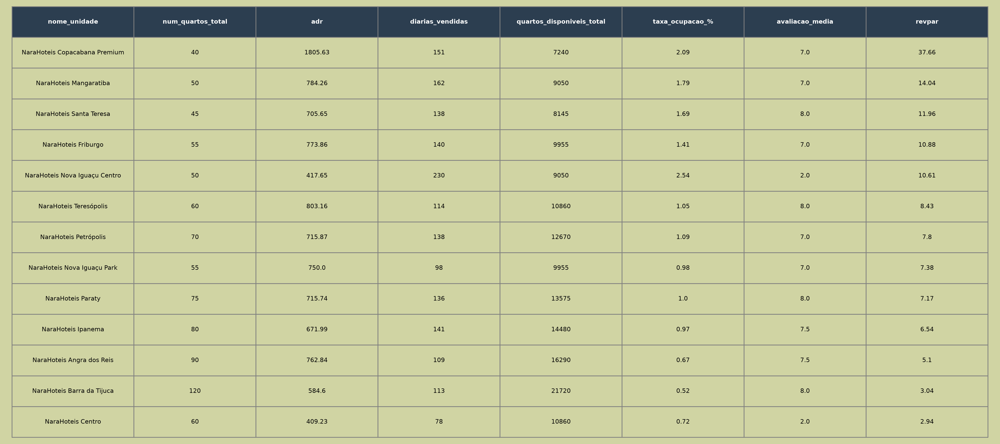 nome_unidade num_quartos_total adr diarias_vendidas quartos_disponiveis_total taxa_ocupacao_% avaliacao_media revpar
NaraHoteis Copacabana Premium 40 1805.63 151 7240 2.09 7.0 37.66
NaraHoteis Mangaratiba 50 784.26 162 9050 1.79 7.0 14.04
NaraHoteis Santa Teresa 45 705.65 138 8145 1.69 8.0 11.96
NaraHoteis Friburgo 55 773.86 140 9955 1.41 7.0 10.88
NaraHoteis Nova Iguaçu Centro 50 417.65 230 9050 2.54 2.0 10.61
NaraHoteis Teresópolis 60 803.16 114 10860 1.05 8.0 8.43
NaraHoteis Petrópolis 70 715.87 138 12670 1.09 7.0 7.8
NaraHoteis Nova Iguaçu Park 55 750.0 98 9955 0.98 7.0 7.38
NaraHoteis Paraty 75 715.74 136 13575 1.0 8.0 7.17
NaraHoteis Ipanema 80 671.99 141 14480 0.97 7.5 6.54
NaraHoteis Angra dos Reis 90 762.84 109 16290 0.67 7.5 5.1
NaraHoteis Barra da Tijuca 120 584.6 113 21720 0.52 8.0 3.04
NaraHoteis Centro 60 409.23 78 10860 0.72 2.0 2.94